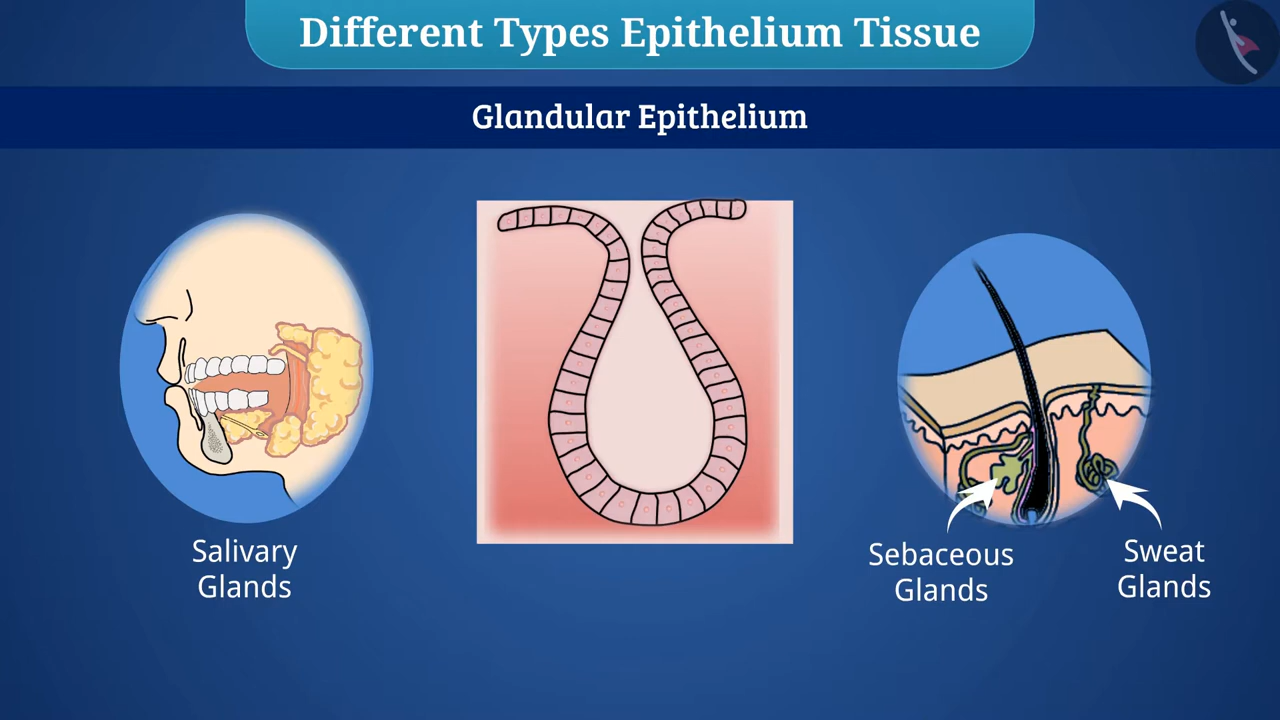 Different Types Epithelium Tissue
Glandular Epithelium
Salivary
Glands
Sebaceous
Glands
Sweat
Glands